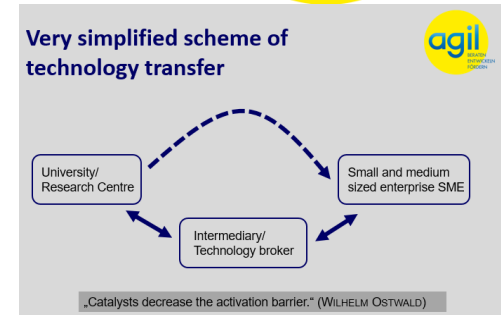 Very simplified scheme of
technology transfer
agil
BERATEN
ENTWICKELN
FÖRDERN
University/
Research Centre
Small and medium
sized enterprise SME
Intermediary/
Technology broker
„Catalysts decrease the activation barrier.“ (WILHELM OSTWALD)